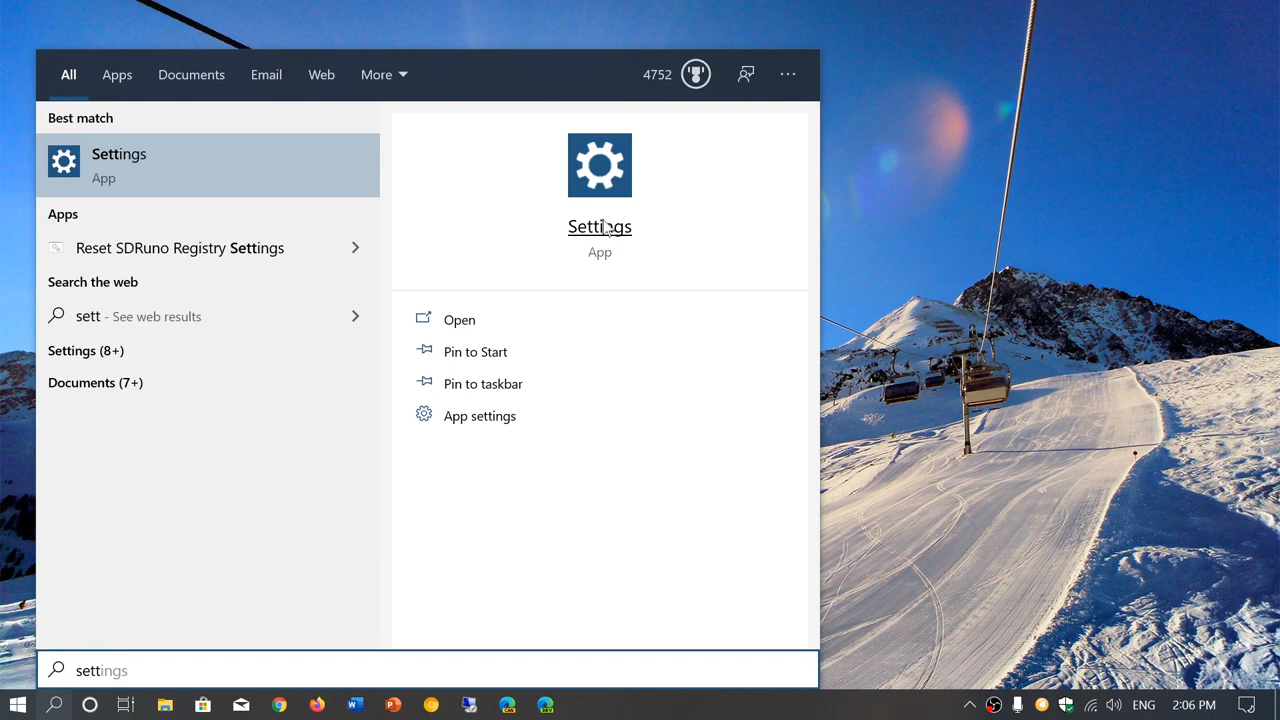 All Apps Documents Email Web More 4752 ...
Best match
Settings
App
Apps
Reset SDRuno Registry Settings
Search the web
sett - See web results
Settings (8+)
Documents (7+)
Settings
App
Open
Pin to Start
Pin to taskbar
App settings
settings
ENG 2:06 PM